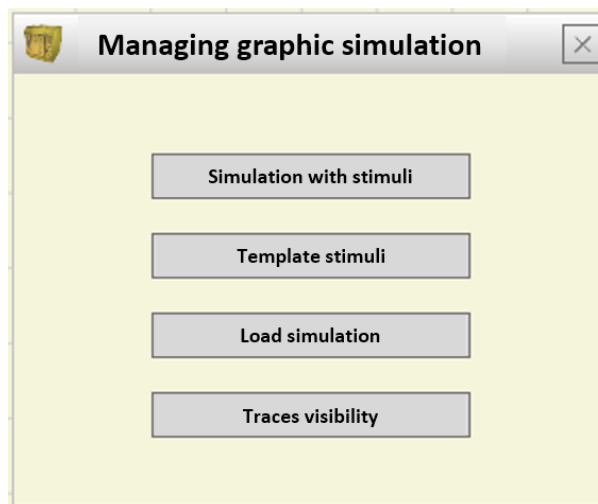 Managing graphic simulation
Simulation with stimuli
Template stimuli
Load simulation
Traces visibility